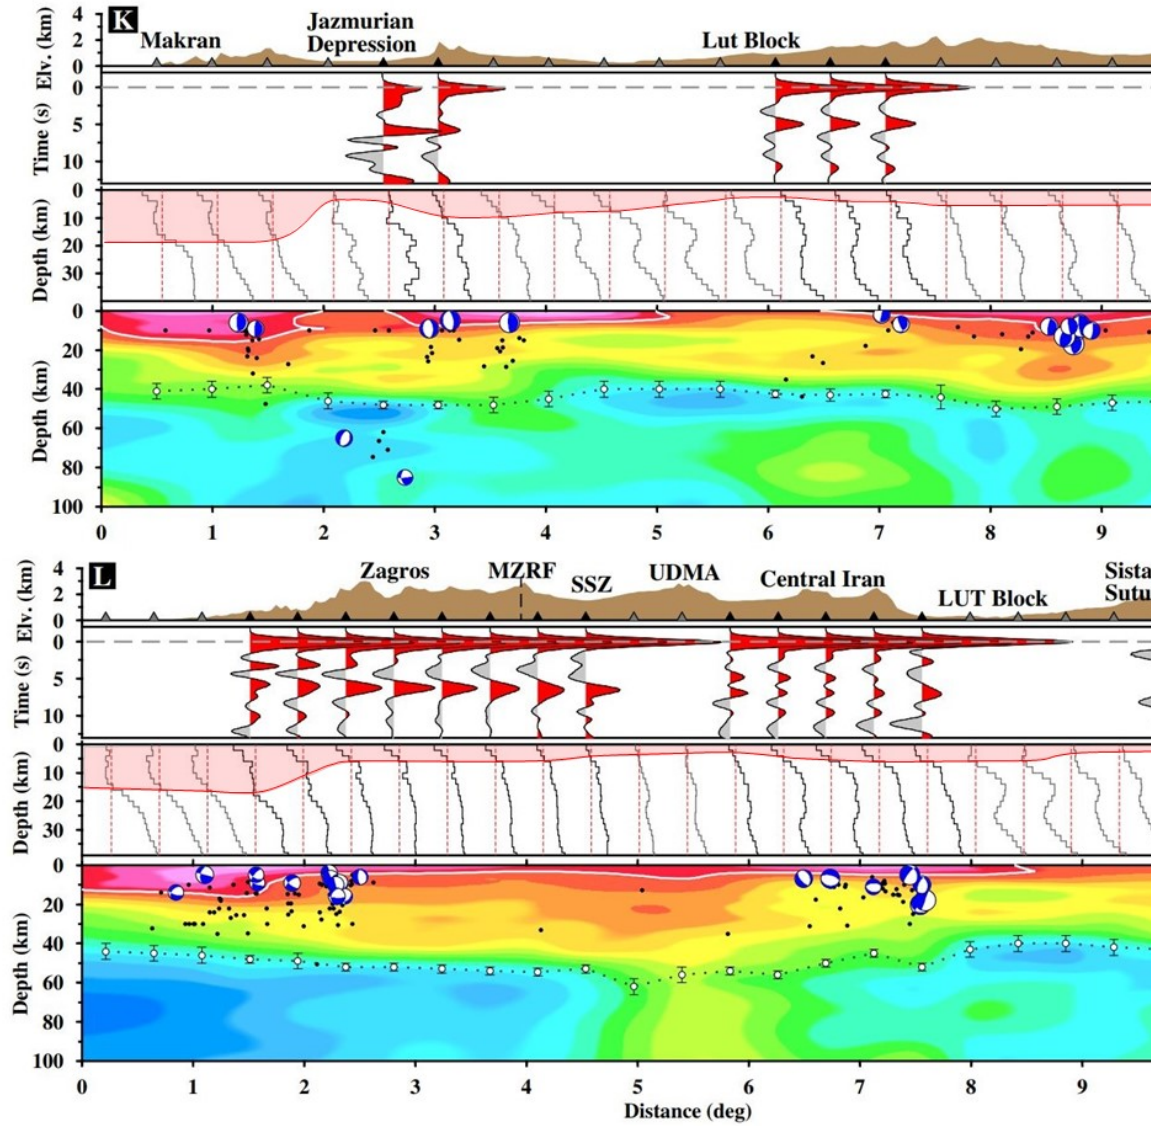 K
Elv. (km)
4
2
0
Makran
Jazmurian
Depression
Lut Block
Time (s)
0
5
10
Depth (km)
0
10
20
30
Depth (km)
0
20
40
60
80
100
0 1 2 3 4 5 6 7 8 9
L
Elv. (km)
4
2
0
Zagros
MZRF
SSZ
UDMA
Central Iran
LUT Block
Sista
Sutu
Time (s)
0
5
10
Depth (km)
0
10
20
30
Depth (km)
0
20
40
60
80
100
0 1 2 3 4 5 6 7 8 9
Distance (deg)